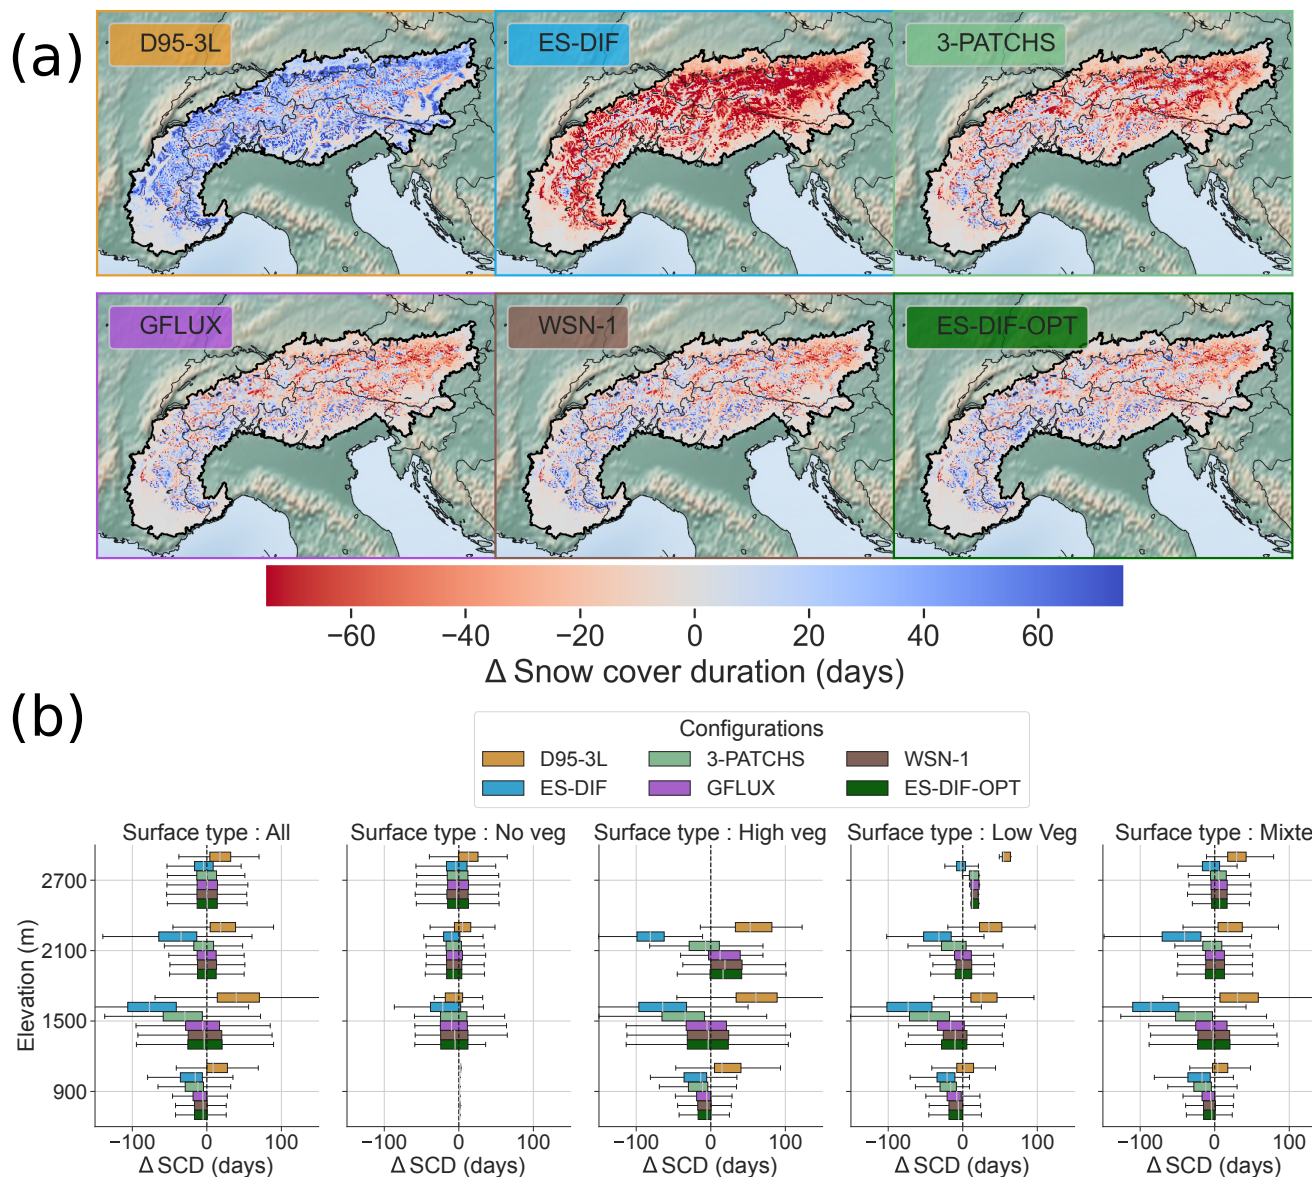 (a)
D95-3L
ES-DIF
3-PATCHS
GFLUX
WSN-1
ES-DIF-OPT
−60 −40 −20 0 20 40 60
Δ Snow cover duration (days)
(b)
Configurations
D95-3L 3-PATCHS WSN-1
ES-DIF GFLUX ES-DIF-OPT
Surface type : All Surface type : No veg Surface type : High veg Surface type : Low Veg Surface type : Mixte
Elevation (m)
2700
2100
1500
900
−100 0 100 −100 0 100 −100 0 100 −100 0 100 −100 0 100
Δ SCD (days) Δ SCD (days) Δ SCD (days) Δ SCD (days) Δ SCD (days)